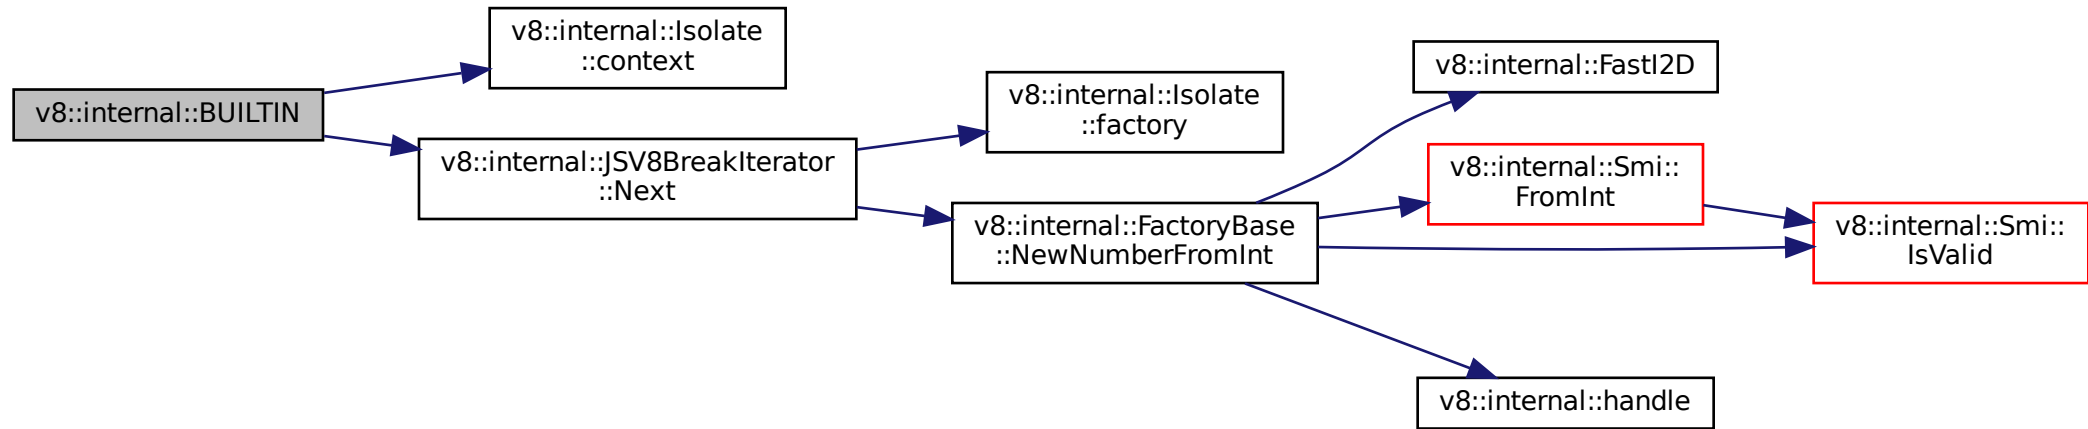 v8::internal::BUILTIN
v8::internal::Isolate
::context
v8::internal::JSV8BreakIterator
::Next
v8::internal::Isolate
::factory
v8::internal::FactoryBase
::NewNumberFromInt
v8::internal::FastI2D
v8::internal::Smi::
FromInt
v8::internal::Smi::
IsValid
v8::internal::handle